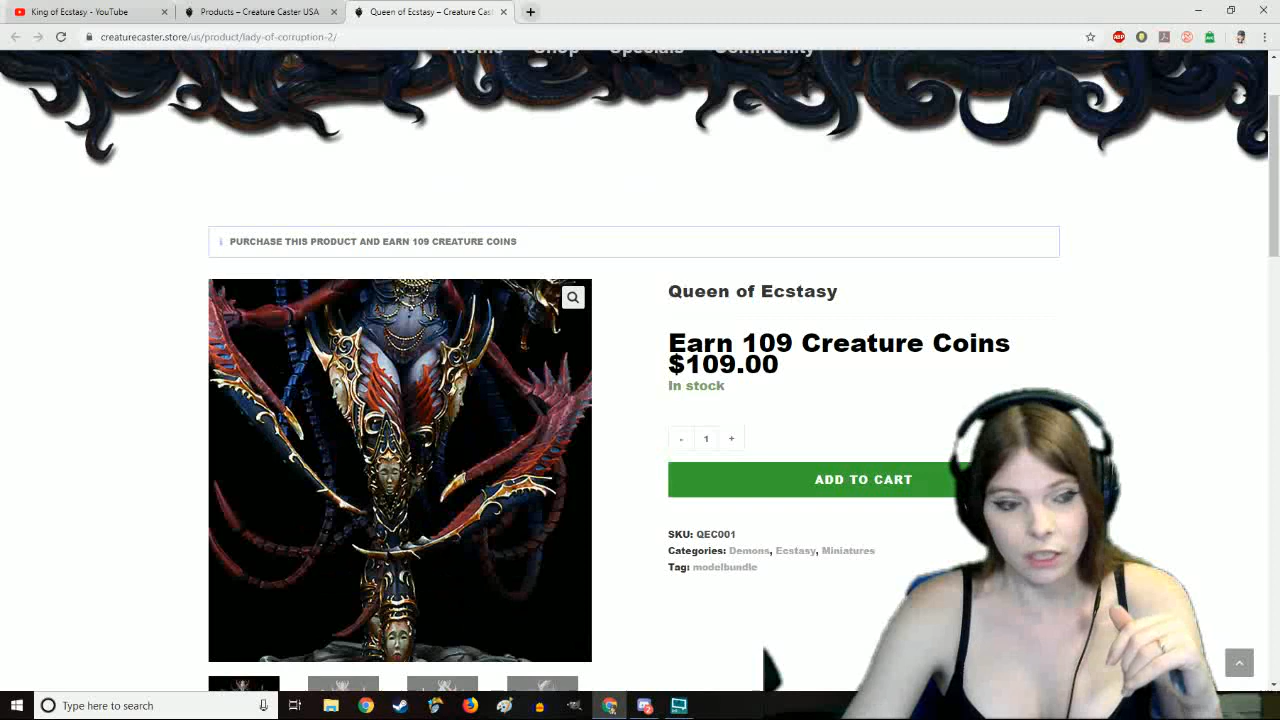 King of Ecstasy - YouTube
Products – Creature Caster USA
Queen of Ecstasy – Creature Cas
creaturecaster.store/us/product/lady-of-corruption-2/
Home Shop Specials Community
PURCHASE THIS PRODUCT AND EARN 109 CREATURE COINS
Queen of Ecstasy
Earn 109 Creature Coins
$109.00
In stock
- 1 +
ADD TO CART
SKU: QEC001
Categories: Demons, Ecstasy, Miniatures
Tag: modelbundle
Type here to search